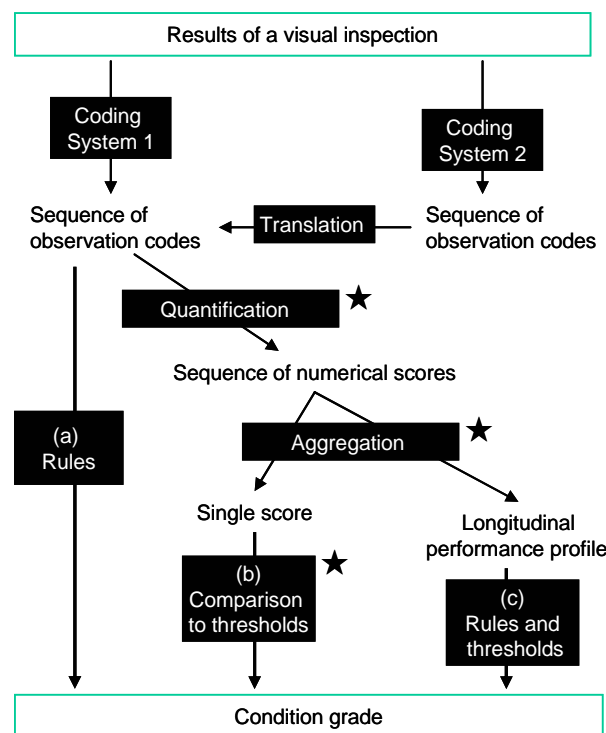 Results of a visual inspection
Coding
System 1
Coding
System 2
Sequence of
observation codes
Translation
Sequence of
observation codes
Quantification
Sequence of numerical scores
(a)
Rules
Aggregation
Single score
Longitudinal
performance profile
(b)
Comparison
to thresholds
(c)
Rules and
thresholds
Condition grade